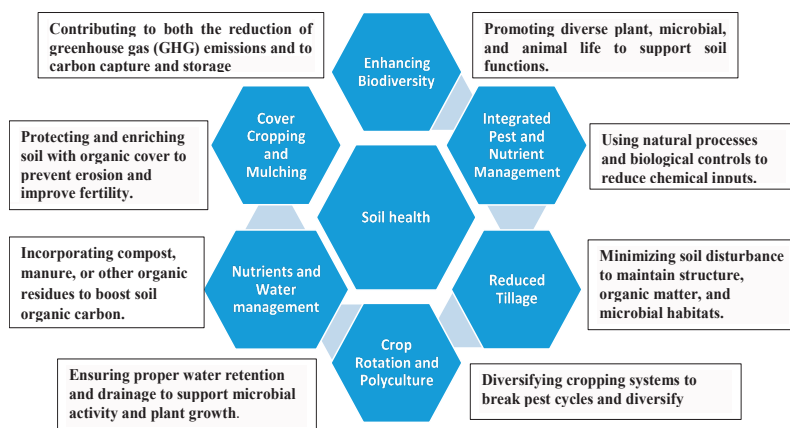 Contributing to both the reduction of
greenhouse gas (GHG) emissions and to
carbon capture and storage
Enhancing
Biodiversity
Promoting diverse plant, microbial,
and animal life to support soil
functions.
Cover
Cropping
and
Mulching
Integrated
Pest and
Nutrient
Management
Protecting and enriching
soil with organic cover to
prevent erosion and
improve fertility.
Using natural processes
and biological controls to
reduce chemical inputs.
Soil health
Incorporating compost,
manure, or other organic
residues to boost soil
organic carbon.
Nutrients and
Water
management
Reduced
Tillage
Minimizing soil disturbance
to maintain structure,
organic matter, and
microbial habitats.
Crop
Rotation and
Polyculture
Ensuring proper water retention
and drainage to support microbial
activity and plant growth.
Diversifying cropping systems to
break pest cycles and diversify